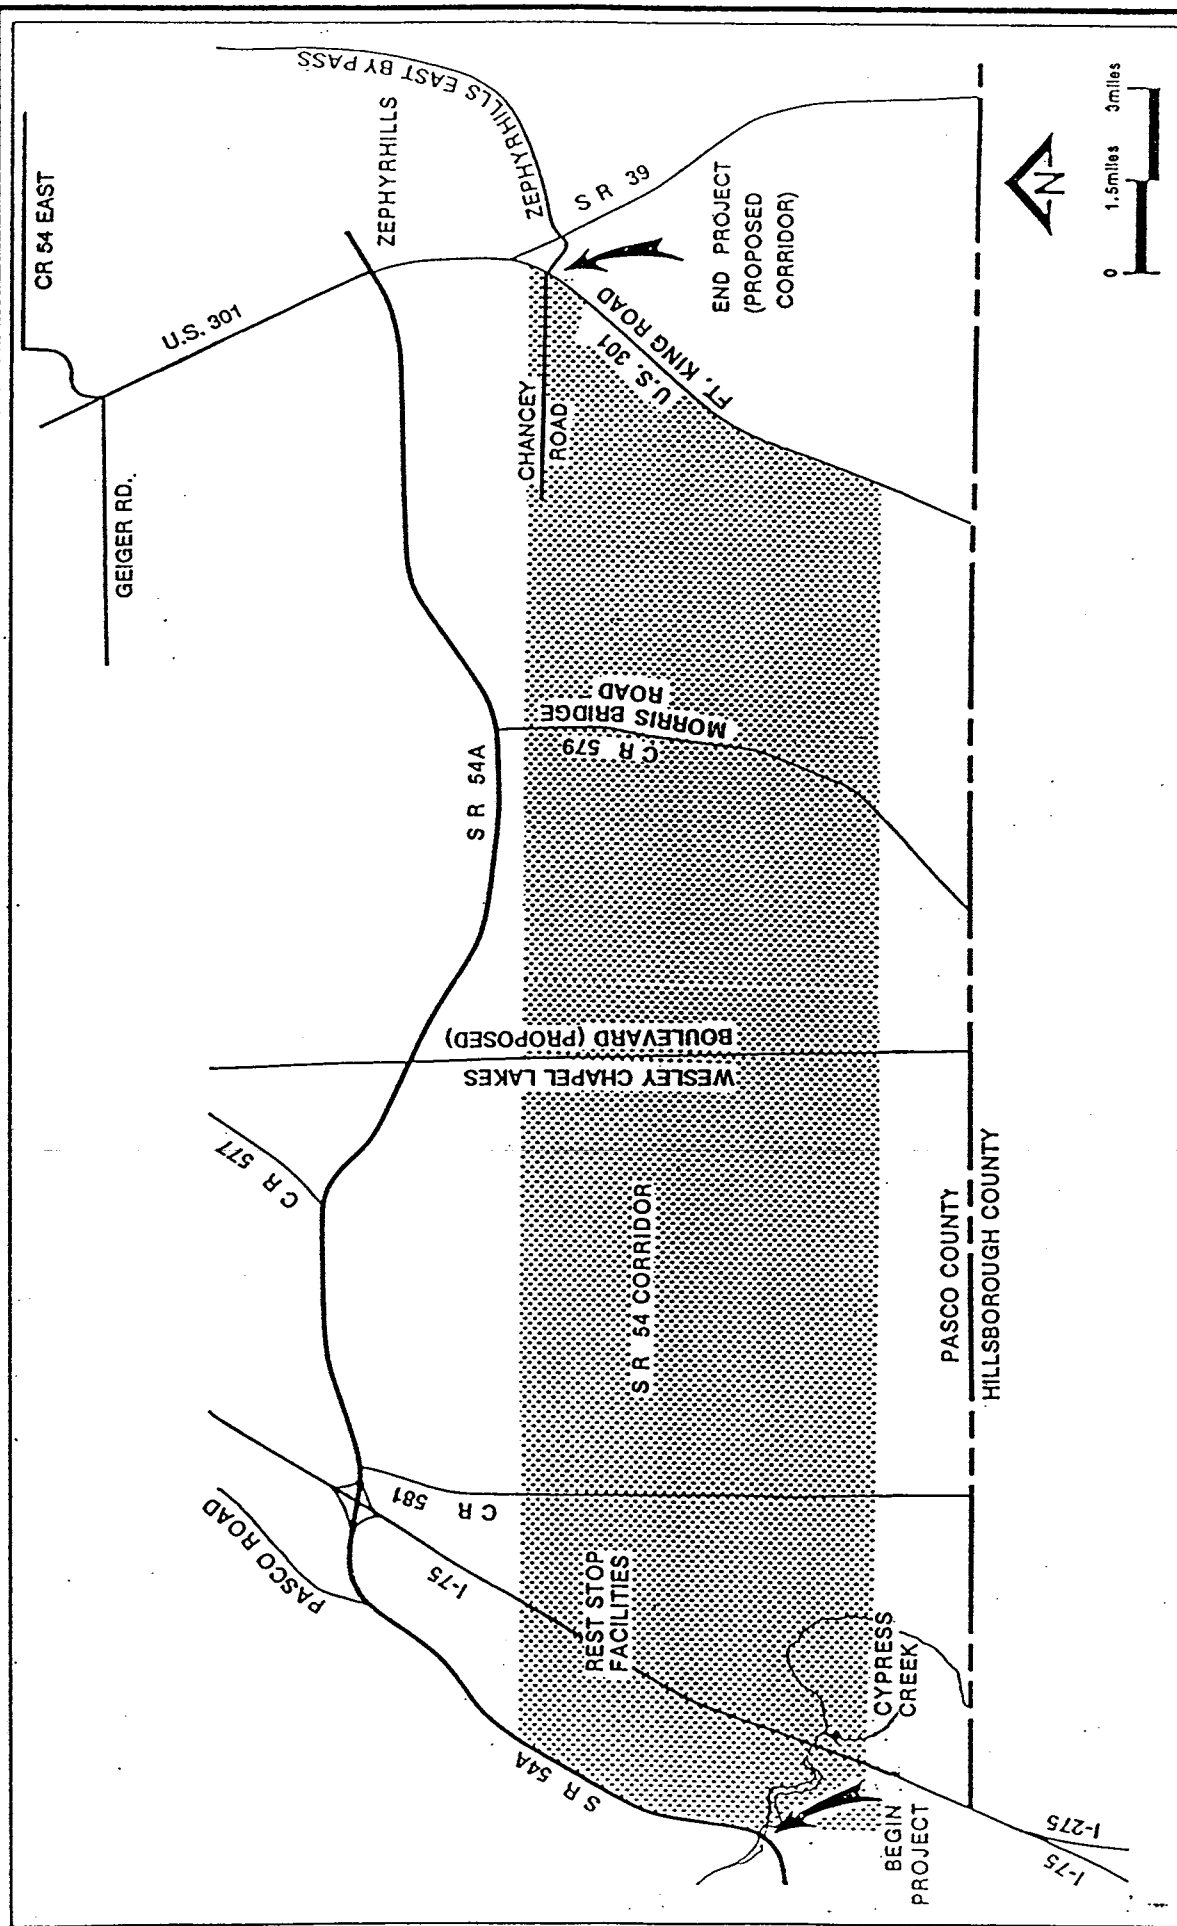 CR 54 EAST
U.S. 301
GEIGER RD.
ZEPHYRHILLS
ZEPHYRHILLS EAST BY PASS
S R 39
END PROJECT
(PROPOSED
CORRIDOR)
CHANCEY
ROAD
U.S. 301
FT. KING ROAD
MORRIS BRIDGE
ROAD
C R 579
S R 54A
WESLEY CHAPEL LAKES
BOULEVARD (PROPOSED)
C R 577
S R 54 CORRIDOR
PASCO ROAD
C R 581
I-75
REST STOP
FACILITIES
S R 54A
CYPRESS
CREEK
BEGIN
PROJECT
I-75
I-275
PASCO COUNTY
HILLSBOROUGH COUNTY
N
0 1.5miles 3miles